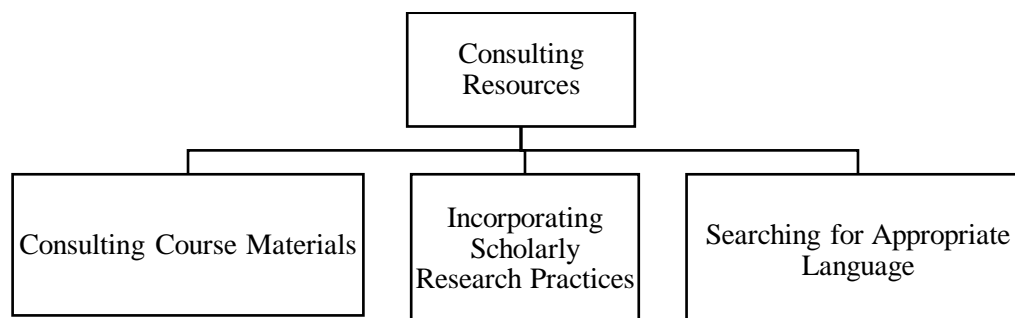 Consulting
Resources
Consulting Course Materials
Incorporating
Scholarly
Research Practices
Searching for Appropriate
Language